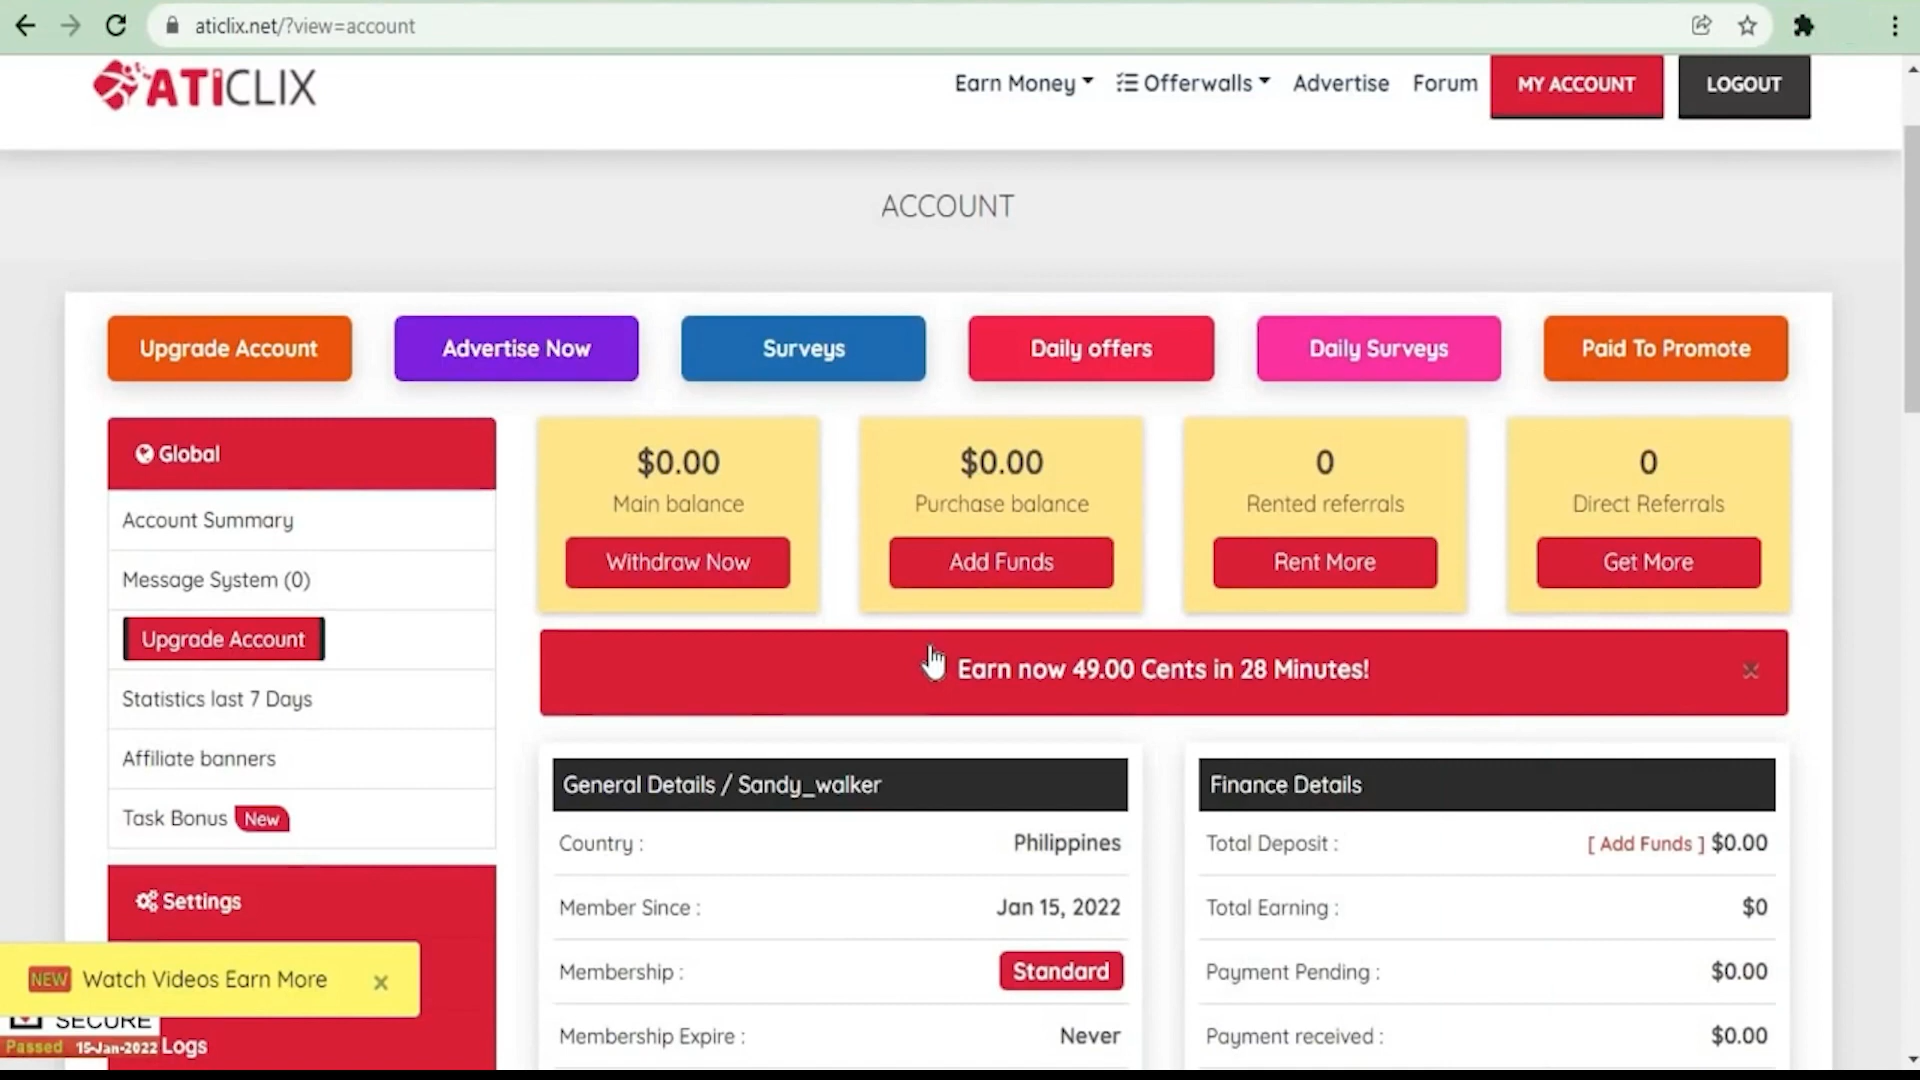 aticlix.net/?view=account
ATiCLIX
Earn Money
Offerwalls
Advertise
Forum
MY ACCOUNT
LOGOUT
ACCOUNT
Upgrade Account
Advertise Now
Surveys
Daily offers
Daily Surveys
Paid To Promote
Global
Account Summary
Message System (0)
Upgrade Account
Statistics last 7 Days
Affiliate banners
Task Bonus New
Settings
NEW Watch Videos Earn More ×
SECURE
Passed 15-Jan-2022
Logs
$0.00
Main balance
Withdraw Now
$0.00
Purchase balance
Add Funds
0
Rented referrals
Rent More
0
Direct Referrals
Get More
Earn now 49.00 Cents in 28 Minutes! ×
General Details / Sandy_walker
Country : Philippines
Member Since : Jan 15, 2022
Membership : Standard
Membership Expire : Never
Finance Details
Total Deposit : [ Add Funds ] $0.00
Total Earning : $0
Payment Pending : $0.00
Payment received : $0.00